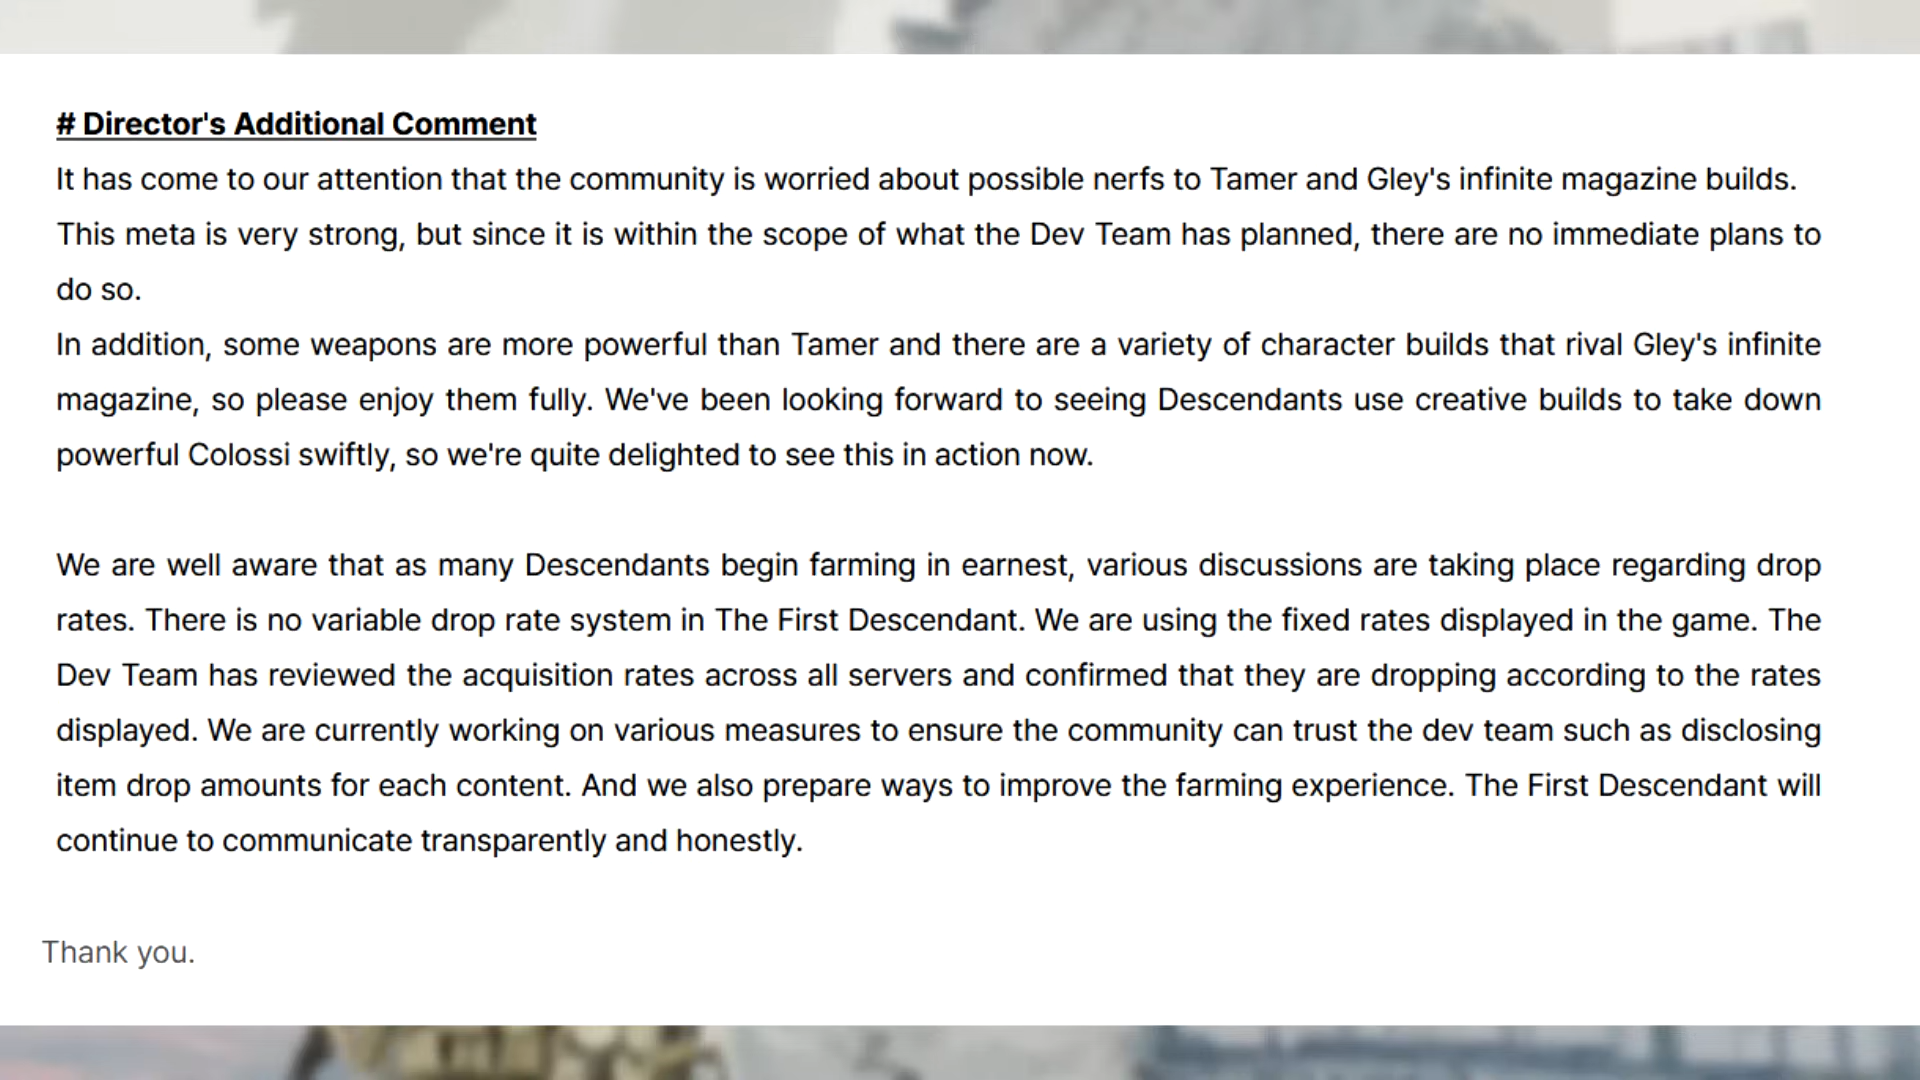 # Director's Additional Comment
It has come to our attention that the community is worried about possible nerfs to Tamer and Gley's infinite magazine builds.
This meta is very strong, but since it is within the scope of what the Dev Team has planned, there are no immediate plans to
do so.
In addition, some weapons are more powerful than Tamer and there are a variety of character builds that rival Gley's infinite
magazine, so please enjoy them fully. We've been looking forward to seeing Descendants use creative builds to take down
powerful Colossi swiftly, so we're quite delighted to see this in action now.
We are well aware that as many Descendants begin farming in earnest, various discussions are taking place regarding drop
rates. There is no variable drop rate system in The First Descendant. We are using the fixed rates displayed in the game. The
Dev Team has reviewed the acquisition rates across all servers and confirmed that they are dropping according to the rates
displayed. We are currently working on various measures to ensure the community can trust the dev team such as disclosing
item drop amounts for each content. And we also prepare ways to improve the farming experience. The First Descendant will
continue to communicate transparently and honestly.
Thank you.